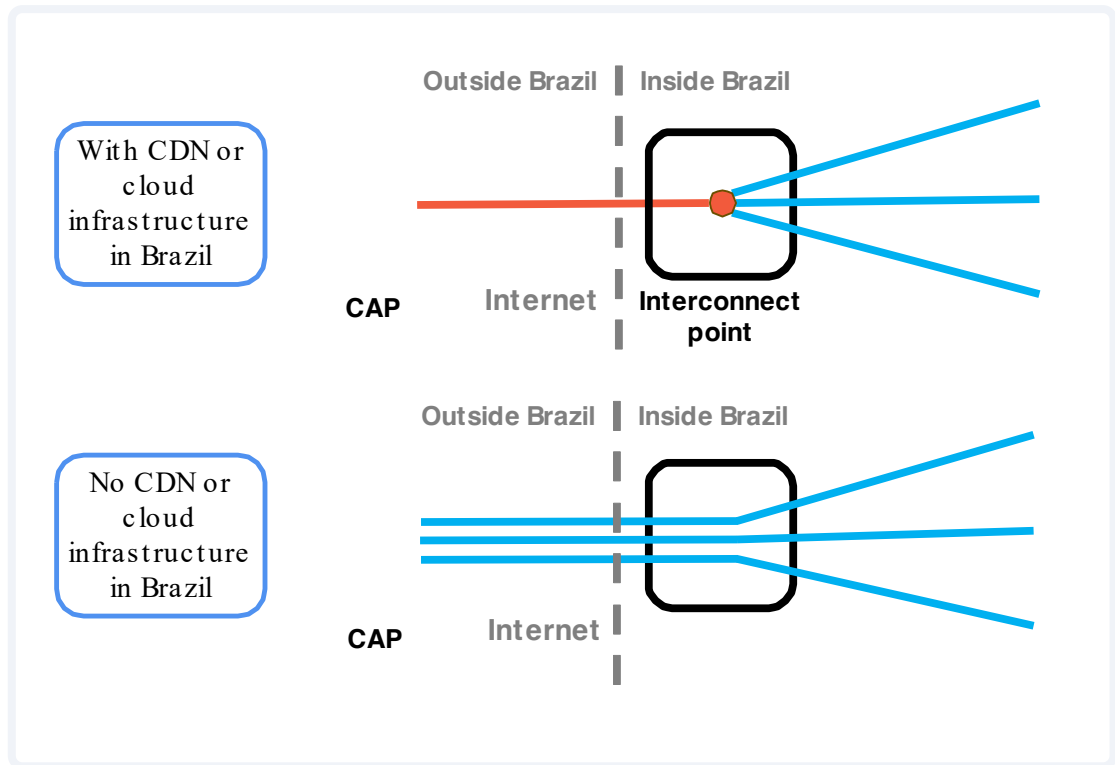 Outside Brazil
Inside Brazil
With CDN or
cloud
infrastructure
in Brazil
CAP
Internet
Interconnect
point
Outside Brazil
Inside Brazil
No CDN or
cloud
infrastructure
in Brazil
CAP
Internet